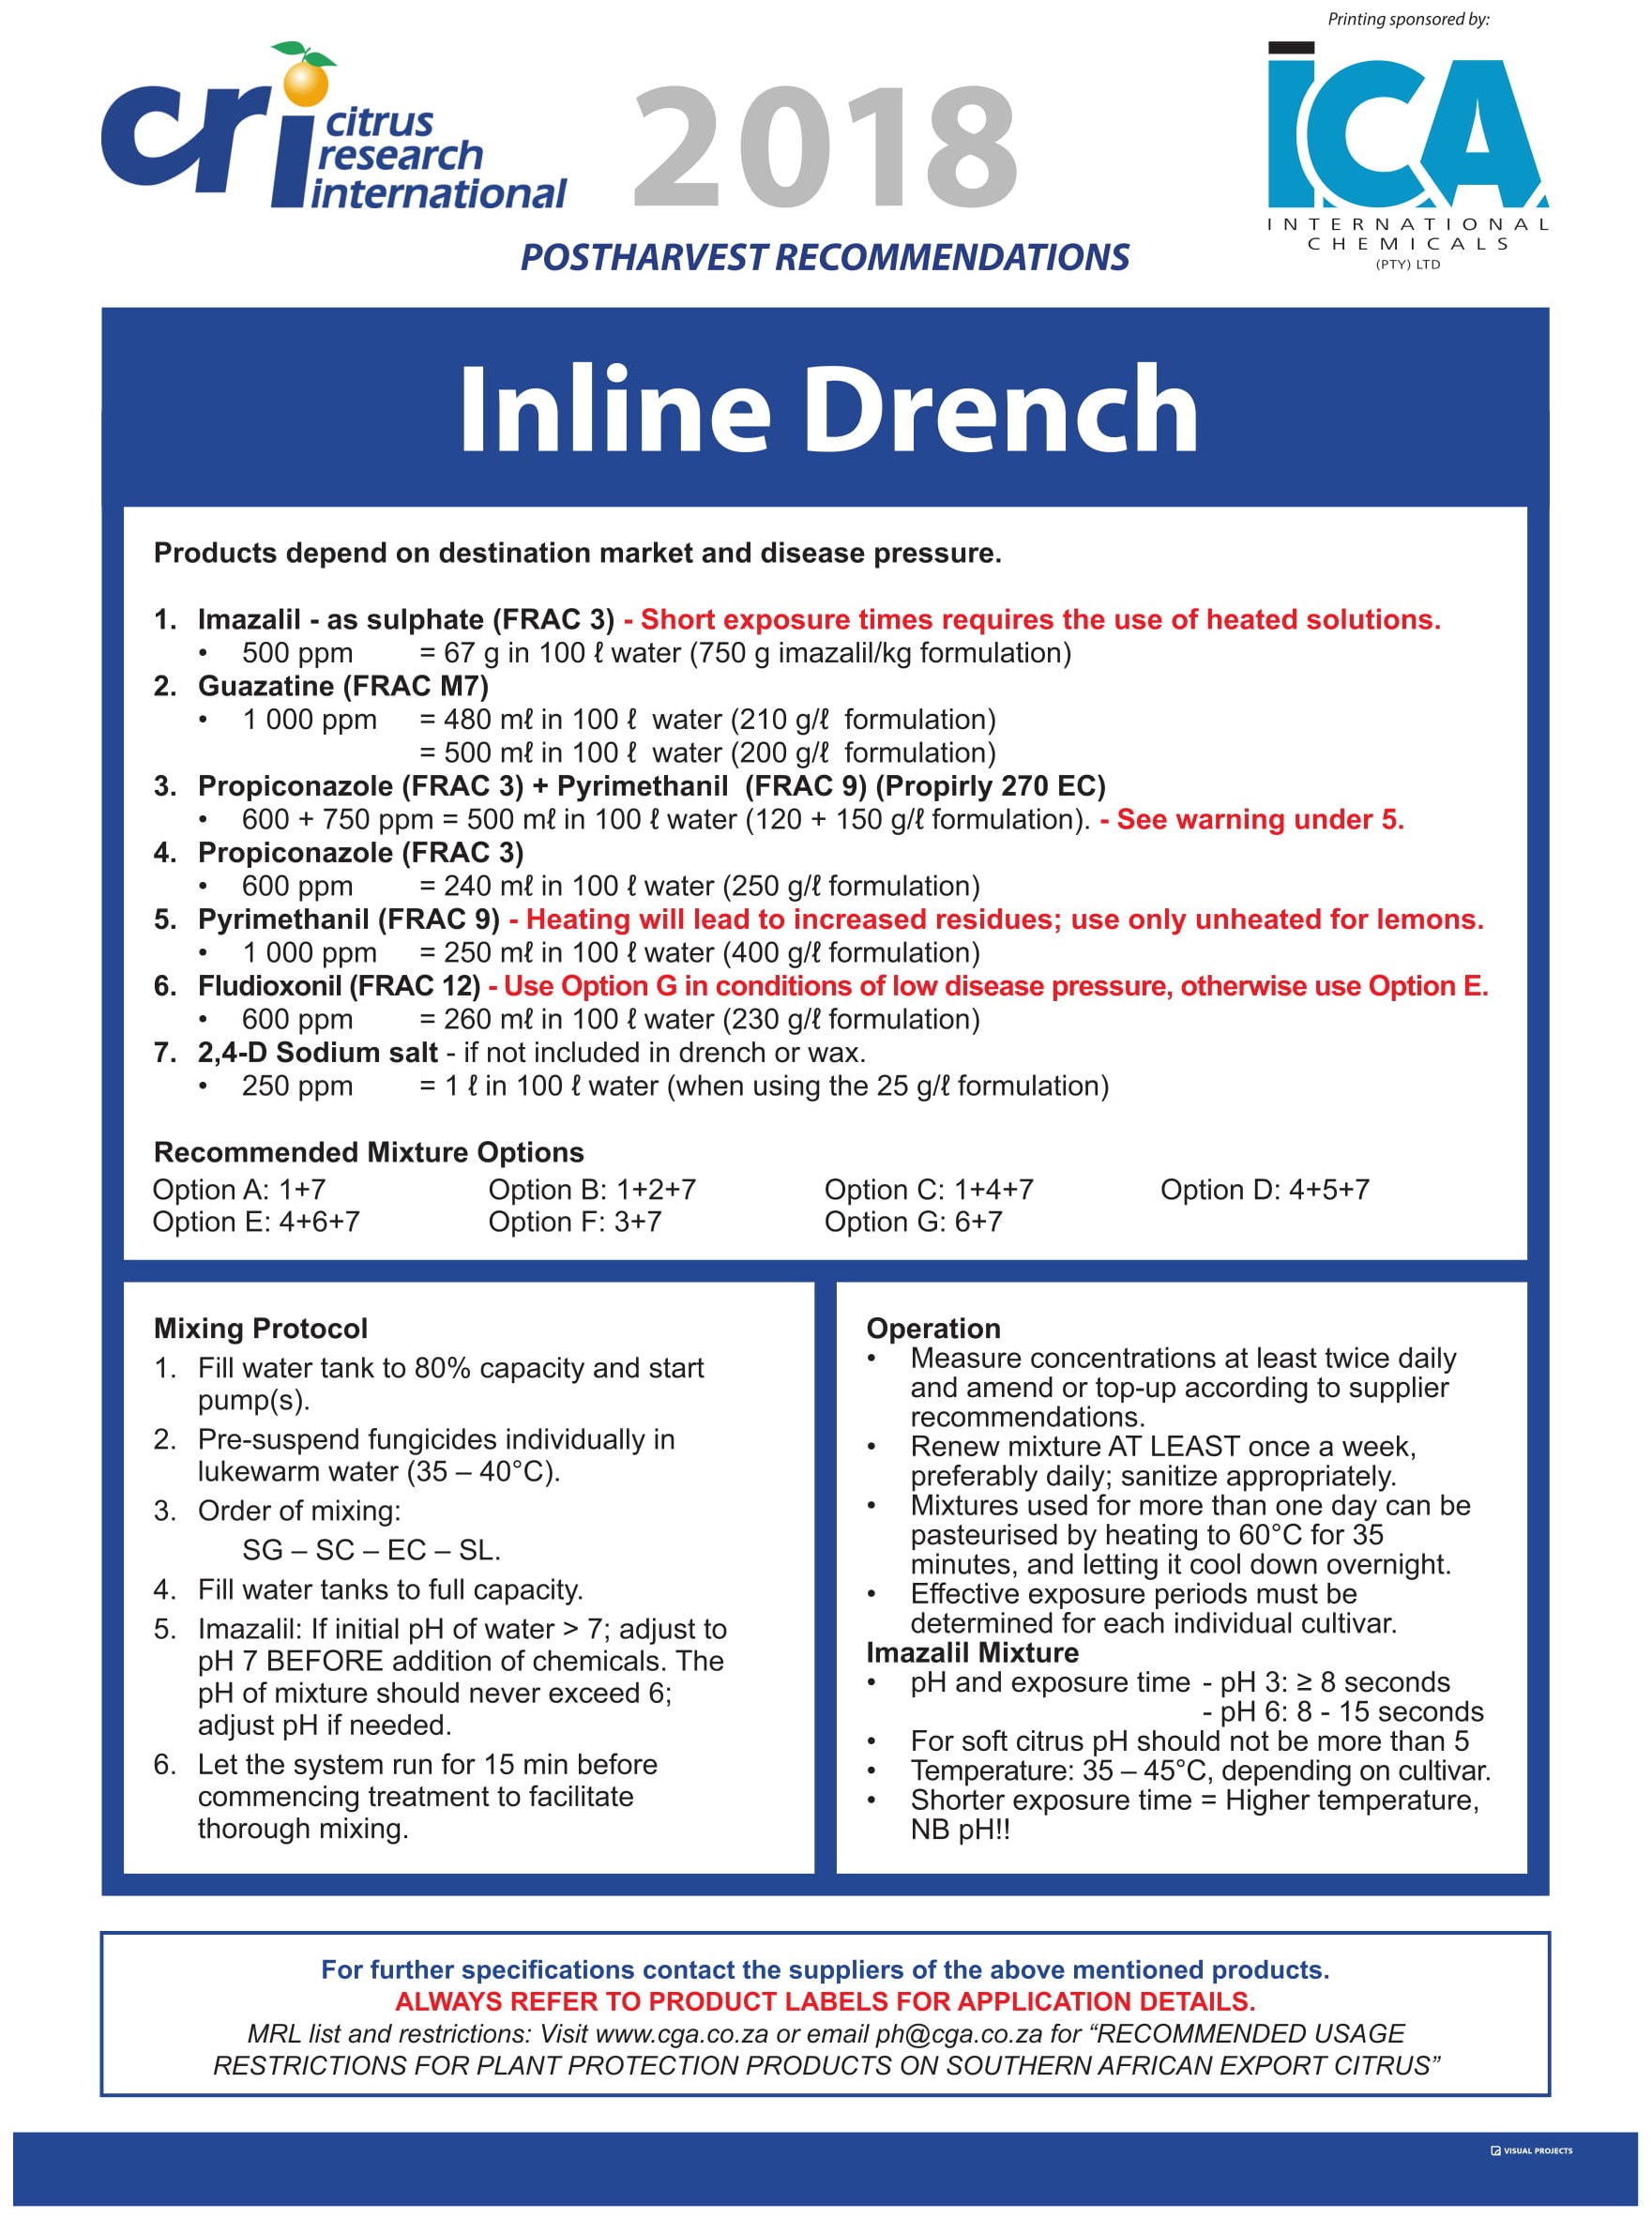 Printing sponsored by:
cri citrus
research
international
2018
POSTHARVEST RECOMMENDATIONS
ICA
INTERNATIONAL
CHEMICALS
(PTY) LTD
Inline Drench
Products depend on destination market and disease pressure.
1. Imazalil - as sulphate (FRAC 3) - Short exposure times requires the use of heated solutions.
• 500 ppm = 67 g in 100 ℓ water (750 g imazalil/kg formulation)
2. Guazatine (FRAC M7)
• 1 000 ppm = 480 mℓ in 100 ℓ water (210 g/ℓ formulation)
= 500 mℓ in 100 ℓ water (200 g/ℓ formulation)
3. Propiconazole (FRAC 3) + Pyrimethanil (FRAC 9) (Propirly 270 EC)
• 600 + 750 ppm = 500 mℓ in 100 ℓ water (120 + 150 g/ℓ formulation). - See warning under 5.
4. Propiconazole (FRAC 3)
• 600 ppm = 240 mℓ in 100 ℓ water (250 g/ℓ formulation)
5. Pyrimethanil (FRAC 9) - Heating will lead to increased residues; use only unheated for lemons.
• 1 000 ppm = 250 mℓ in 100 ℓ water (400 g/ℓ formulation)
6. Fludioxonil (FRAC 12) - Use Option G in conditions of low disease pressure, otherwise use Option E.
• 600 ppm = 260 mℓ in 100 ℓ water (230 g/ℓ formulation)
7. 2,4-D Sodium salt - if not included in drench or wax.
• 250 ppm = 1 ℓ in 100 ℓ water (when using the 25 g/ℓ formulation)
Recommended Mixture Options
Option A: 1+7 Option B: 1+2+7 Option C: 1+4+7 Option D: 4+5+7
Option E: 4+6+7 Option F: 3+7 Option G: 6+7
Mixing Protocol
1. Fill water tank to 80% capacity and start
pump(s).
2. Pre-suspend fungicides individually in
lukewarm water (35 – 40°C).
3. Order of mixing:
SG – SC – EC – SL.
4. Fill water tanks to full capacity.
5. Imazalil: If initial pH of water > 7; adjust to
pH 7 BEFORE addition of chemicals. The
pH of mixture should never exceed 6;
adjust pH if needed.
6. Let the system run for 15 min before
commencing treatment to facilitate
thorough mixing.
Operation
• Measure concentrations at least twice daily
and amend or top-up according to supplier
recommendations.
• Renew mixture AT LEAST once a week,
preferably daily; sanitize appropriately.
• Mixtures used for more than one day can be
pasteurised by heating to 60°C for 35
minutes, and letting it cool down overnight.
• Effective exposure periods must be
determined for each individual cultivar.
Imazalil Mixture
• pH and exposure time - pH 3: ≥ 8 seconds
- pH 6: 8 - 15 seconds
• For soft citrus pH should not be more than 5
• Temperature: 35 – 45°C, depending on cultivar.
• Shorter exposure time = Higher temperature,
NB pH!!
For further specifications contact the suppliers of the above mentioned products.
ALWAYS REFER TO PRODUCT LABELS FOR APPLICATION DETAILS.
MRL list and restrictions: Visit www.cga.co.za or email ph@cga.co.za for “RECOMMENDED USAGE
RESTRICTIONS FOR PLANT PROTECTION PRODUCTS ON SOUTHERN AFRICAN EXPORT CITRUS”
VISUAL PROJECTS